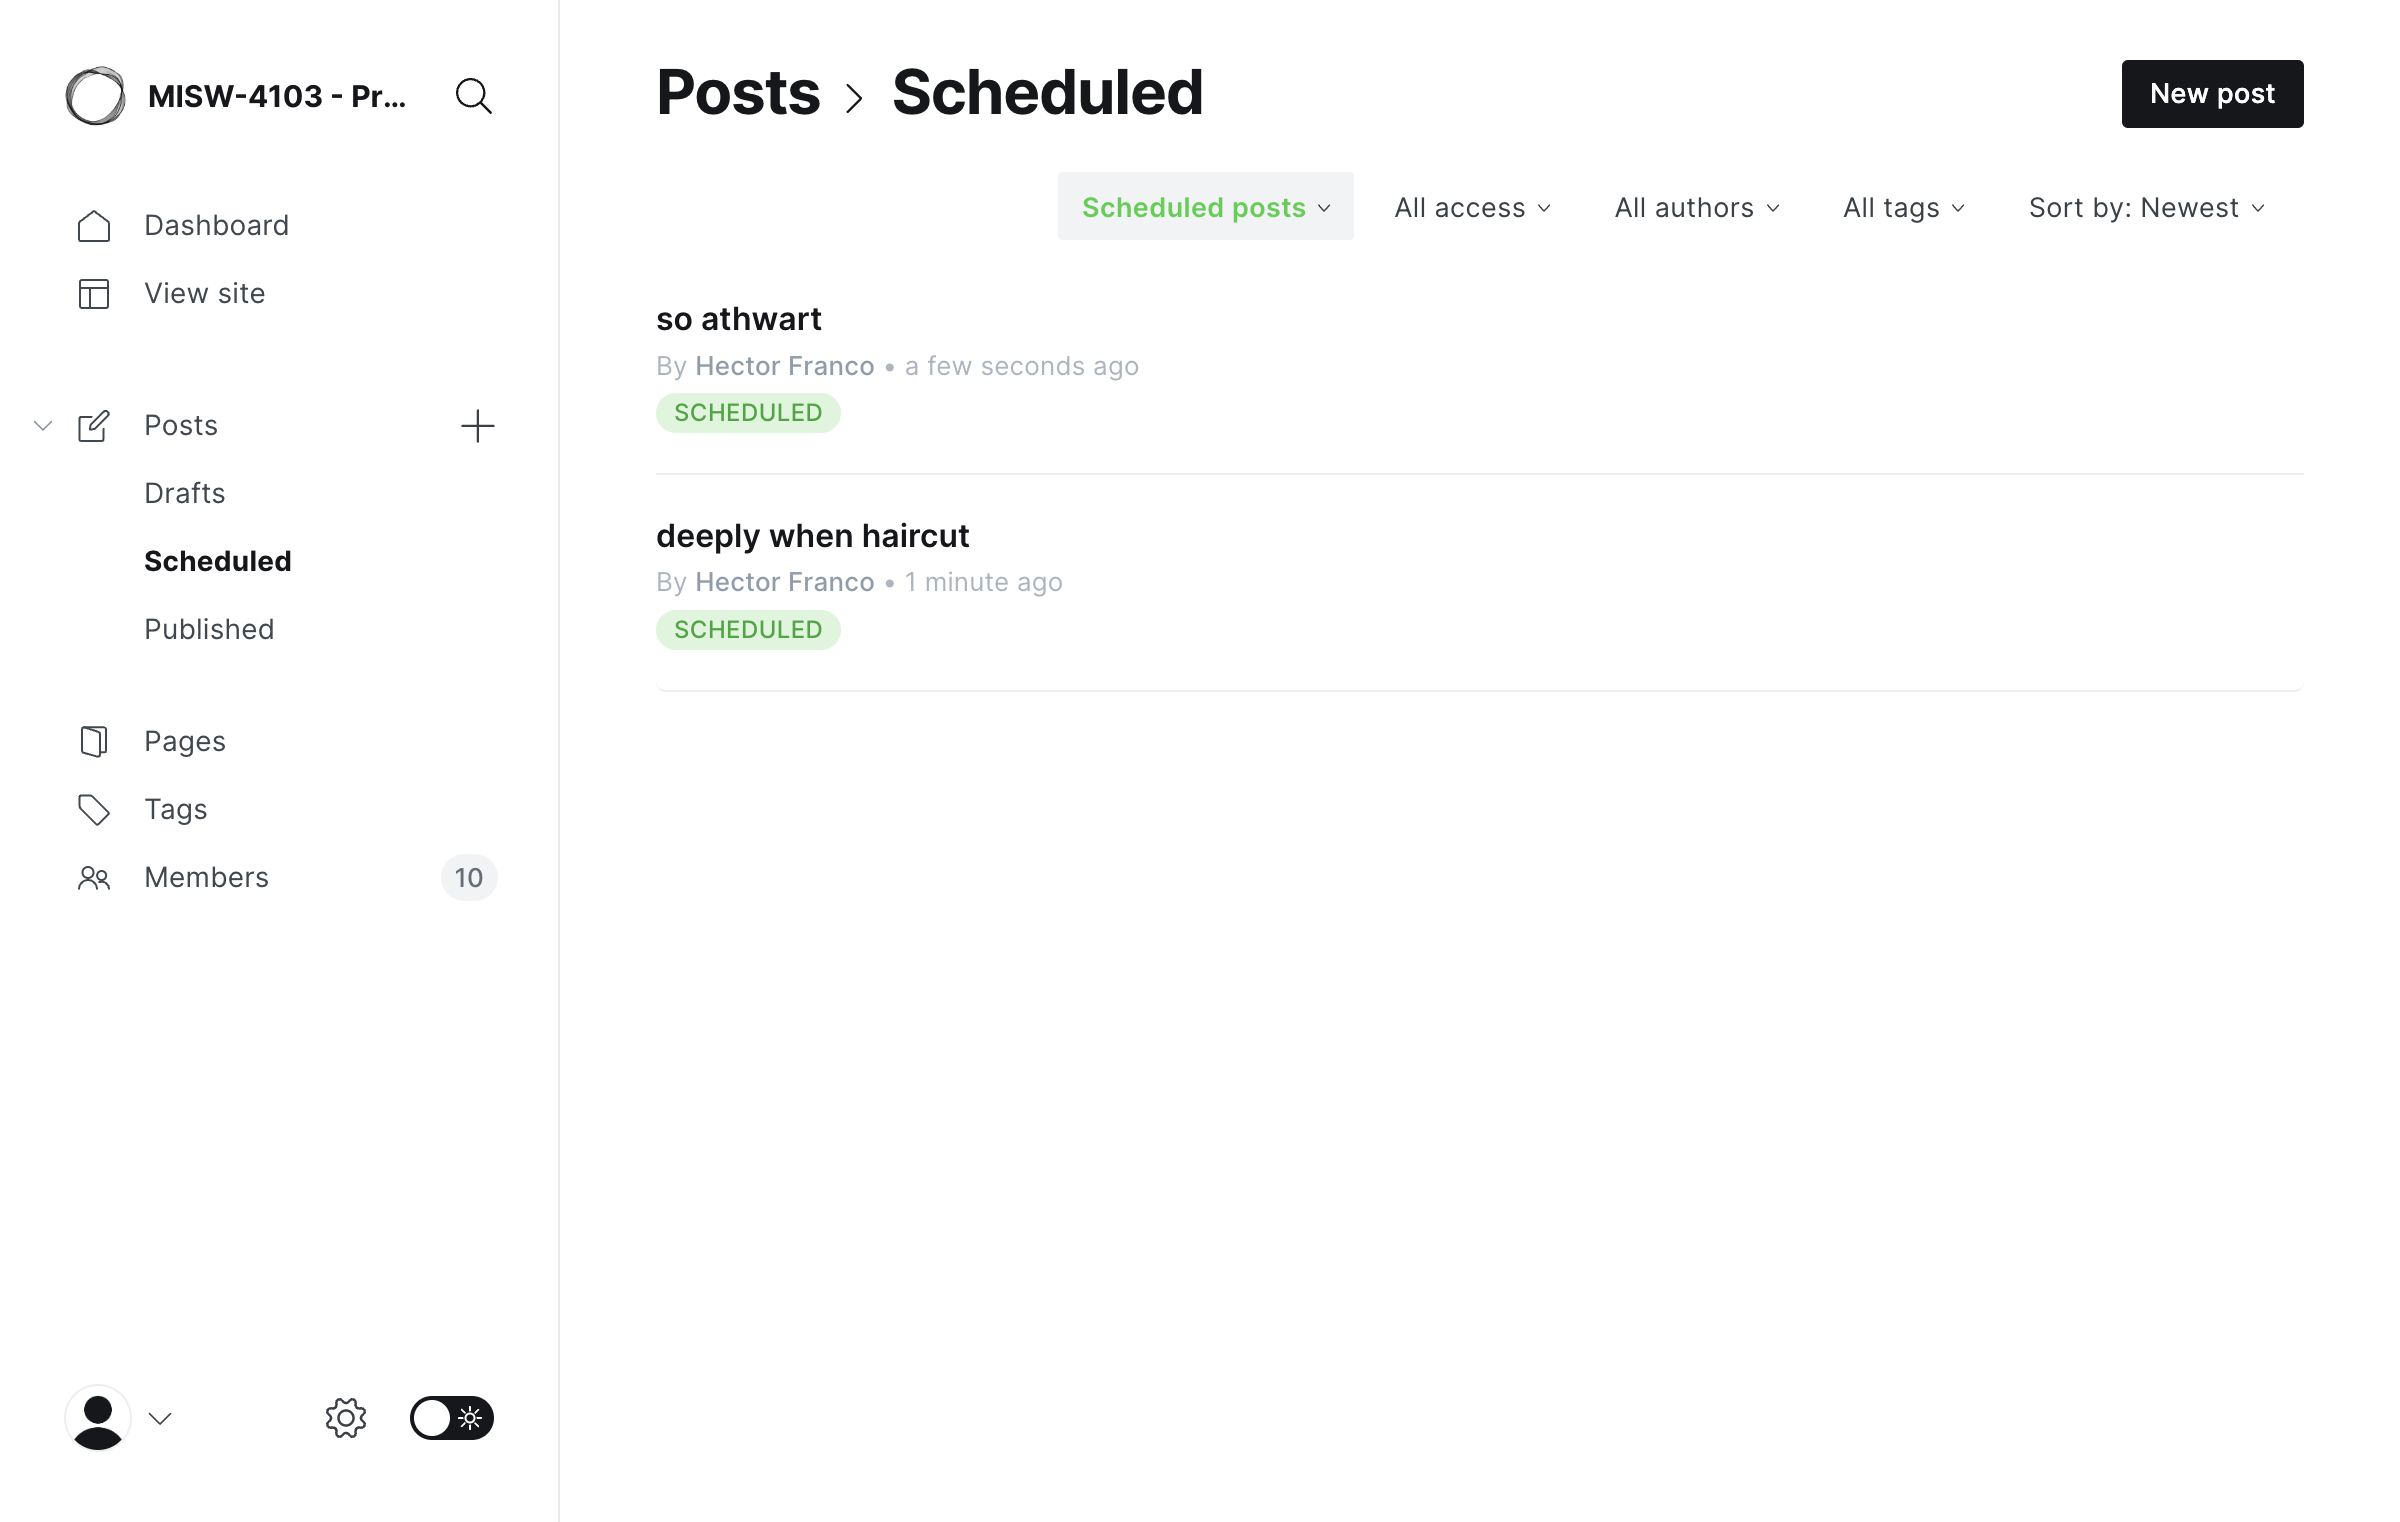 MISW-4103 - Pr...
Dashboard
View site
Posts
Drafts
Scheduled
Published
Pages
Tags
Members 10
Posts > Scheduled
New post
Scheduled posts All access All authors All tags Sort by: Newest
so athwart
By Hector Franco • a few seconds ago
SCHEDULED
deeply when haircut
By Hector Franco • 1 minute ago
SCHEDULED